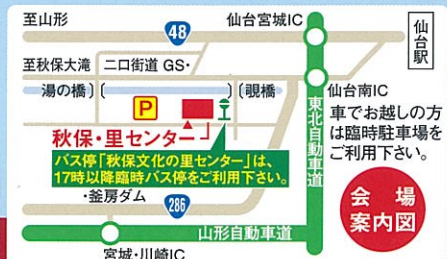 至山形
48
仙台宮城IC
仙台駅
至秋保大滝
二口街道 GS・
湯の橋
覗橋
仙台南IC
P
車でお越しの方
は臨時駐車場を
ご利用下さい。
秋保・里センター
バス停「秋保文化の里センター」は、
17時以降臨時バス停をご利用下さい。
東北自動車道
・釜房ダム
286
会場
案内図
山形自動車道
宮城・川崎IC